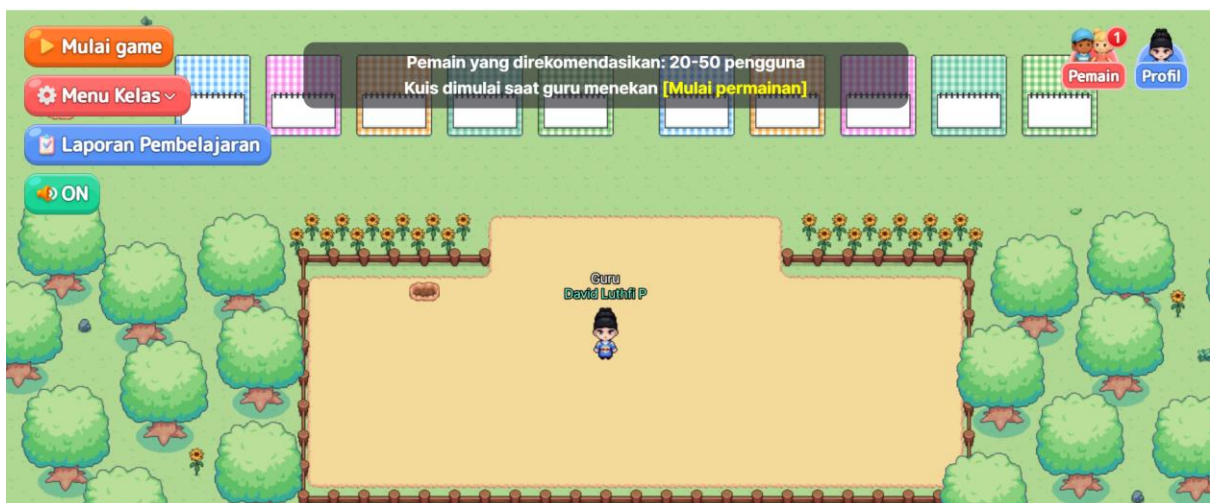 Mulai game
Menu Kelas
Laporan Pembelajaran
ON
Pemain yang direkomendasikan: 20-50 pengguna
Kuis dimulai saat guru menekan [Mulai permainan]
1
Pemain
Profil
Guru
David Luthfi P